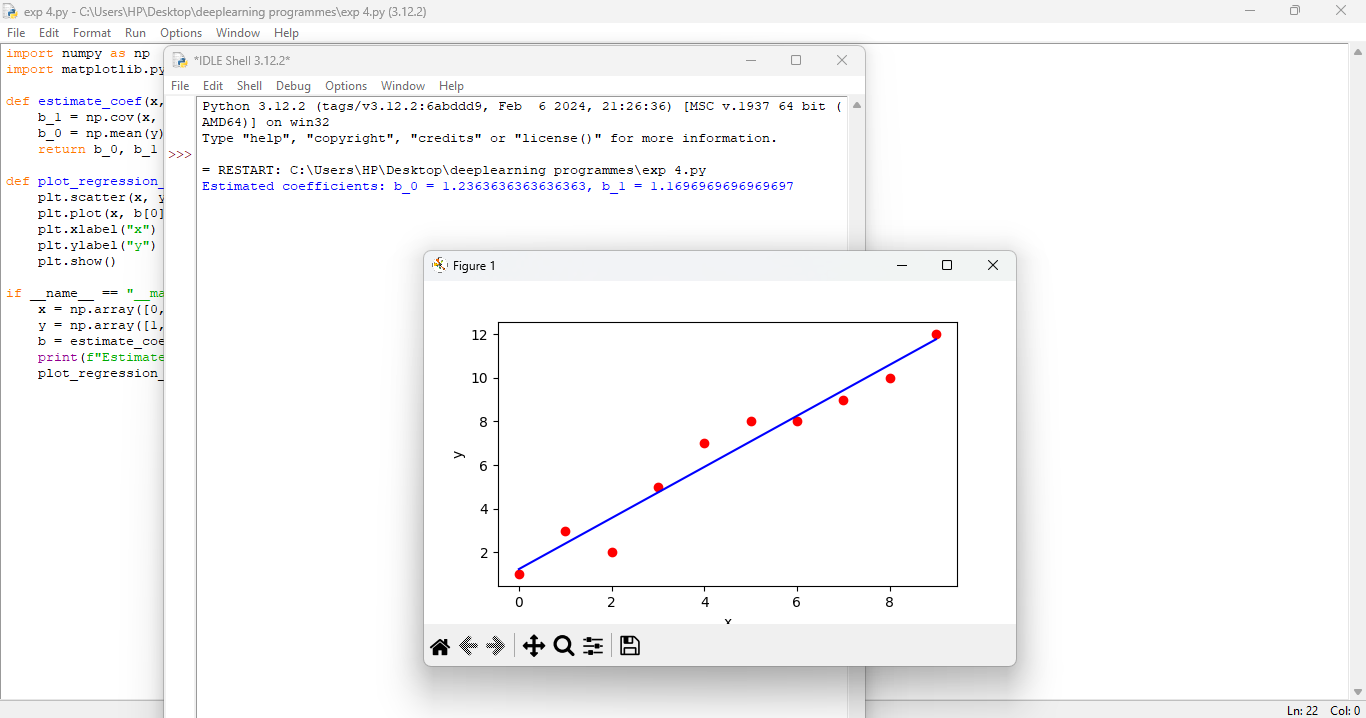 exp 4.py - C:\Users\HP\Desktop\deeplearning programmes\exp 4.py (3.12.2)
File Edit Format Run Options Window Help
import numpy as np
import matplotlib.py
def estimate_coef(x,
b_1 = np.cov(x,
b_0 = np.mean(y)
return b_0, b_1
def plot_regression_
plt.scatter(x, y
plt.plot(x, b[0]
plt.xlabel("x")
plt.ylabel("y")
plt.show()
if __name__ == "__ma
x = np.array([0,
y = np.array([1,
b = estimate_coe
print(f"Estimate
plot_regression_
*IDLE Shell 3.12.2*
File Edit Shell Debug Options Window Help
Python 3.12.2 (tags/v3.12.2:6abddd9, Feb  6 2024, 21:26:36) [MSC v.1937 64 bit (
AMD64)] on win32
Type "help", "copyright", "credits" or "license()" for more information.
>>>
= RESTART: C:\Users\HP\Desktop\deeplearning programmes\exp 4.py
Estimated coefficients: b_0 = 1.2363636363636363, b_1 = 1.1696969696969697
Figure 1
12
10
8
6
4
2
y
0 2 4 6 8
x
Ln: 22 Col: 0